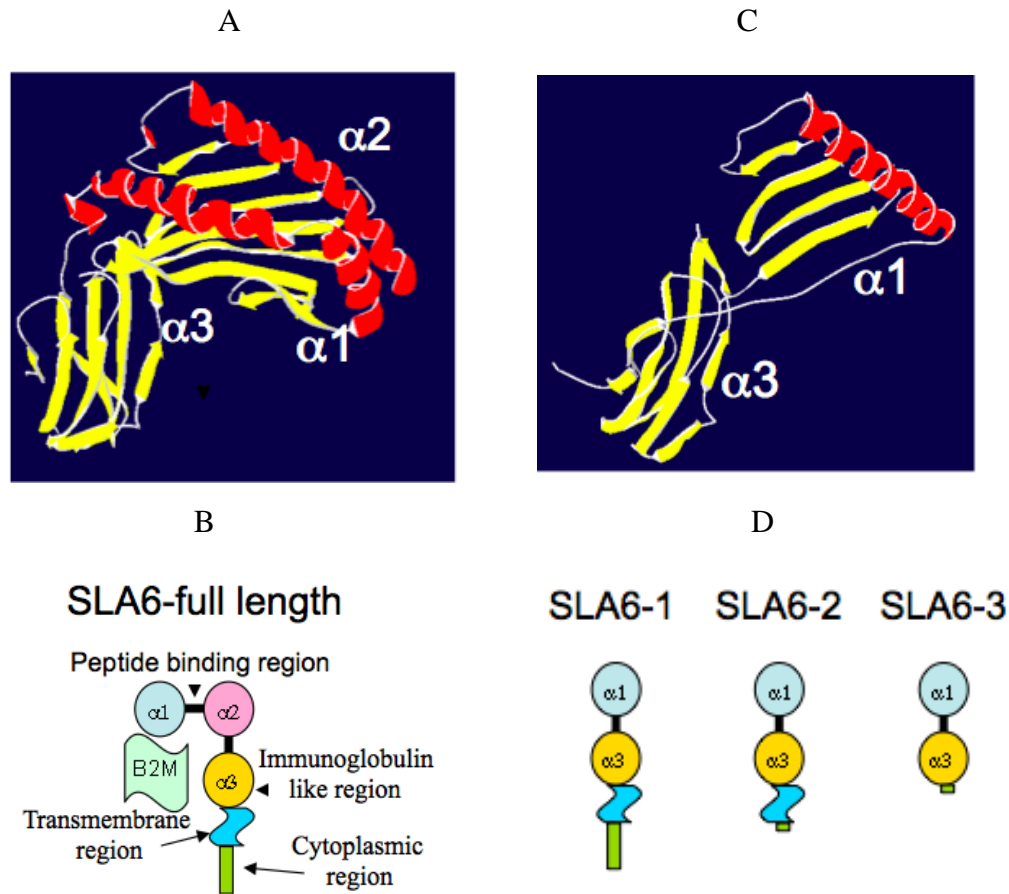 A
C
α2
α3
α1
α1
α3
B
D
SLA6-full length
Peptide binding region
α1
α2
B2M
α3
Immunoglobulin
like region
Transmembrane
region
Cytoplasmic
region
SLA6-1 SLA6-2 SLA6-3
α1 α1 α1
α3 α3 α3